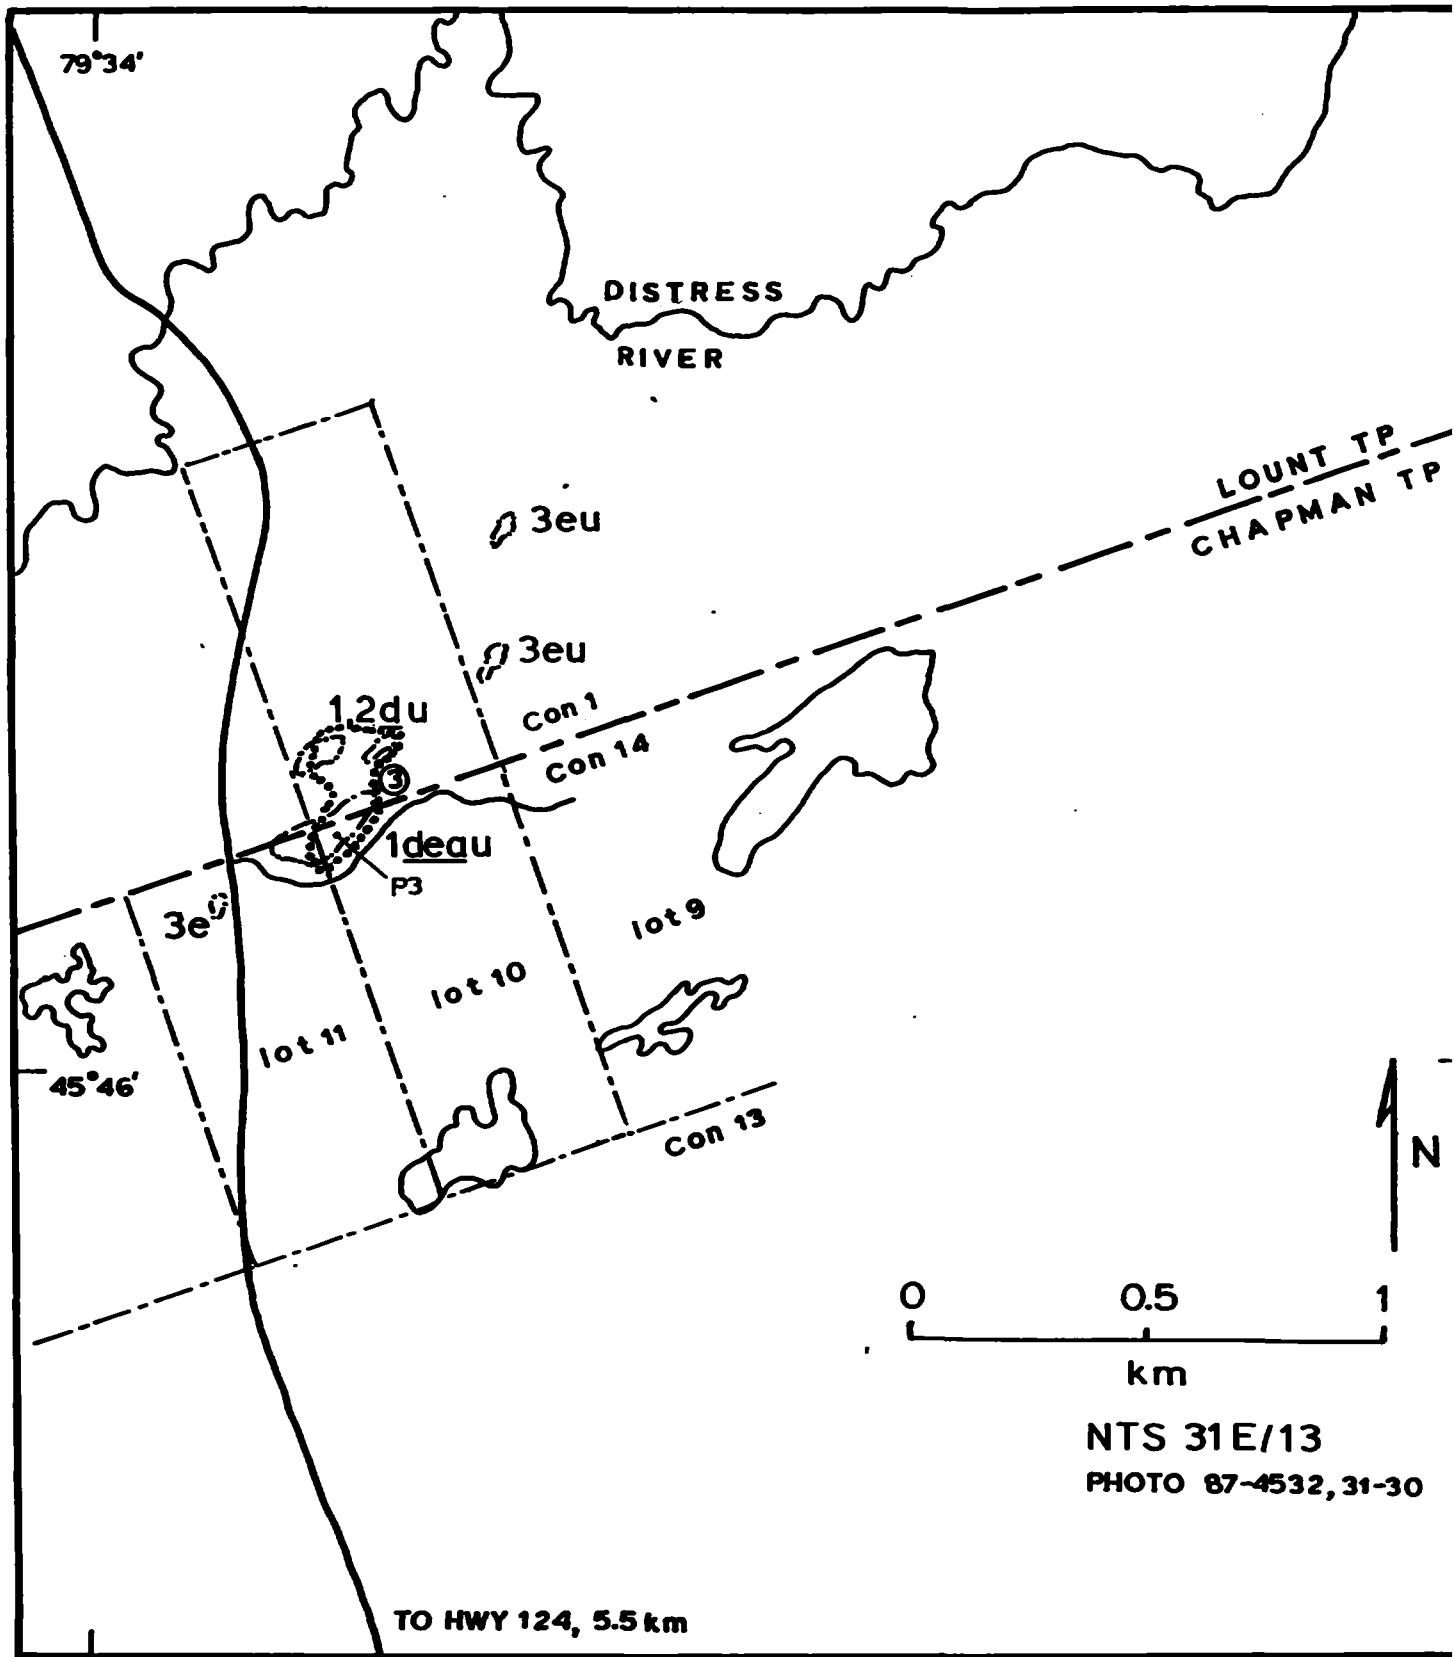 79°34'
DISTRESS
RIVER
LOUNT TP
CHAPMAN TP
3eu
3eu
1,2du
Con 1
Con 14
3
1deau
P3
3e
lot 9
lot 10
lot 11
45°46'
Con 13
N
0 0.5 1
km
NTS 31E/13
PHOTO 87-4532, 31-30
TO HWY 124, 5.5 km